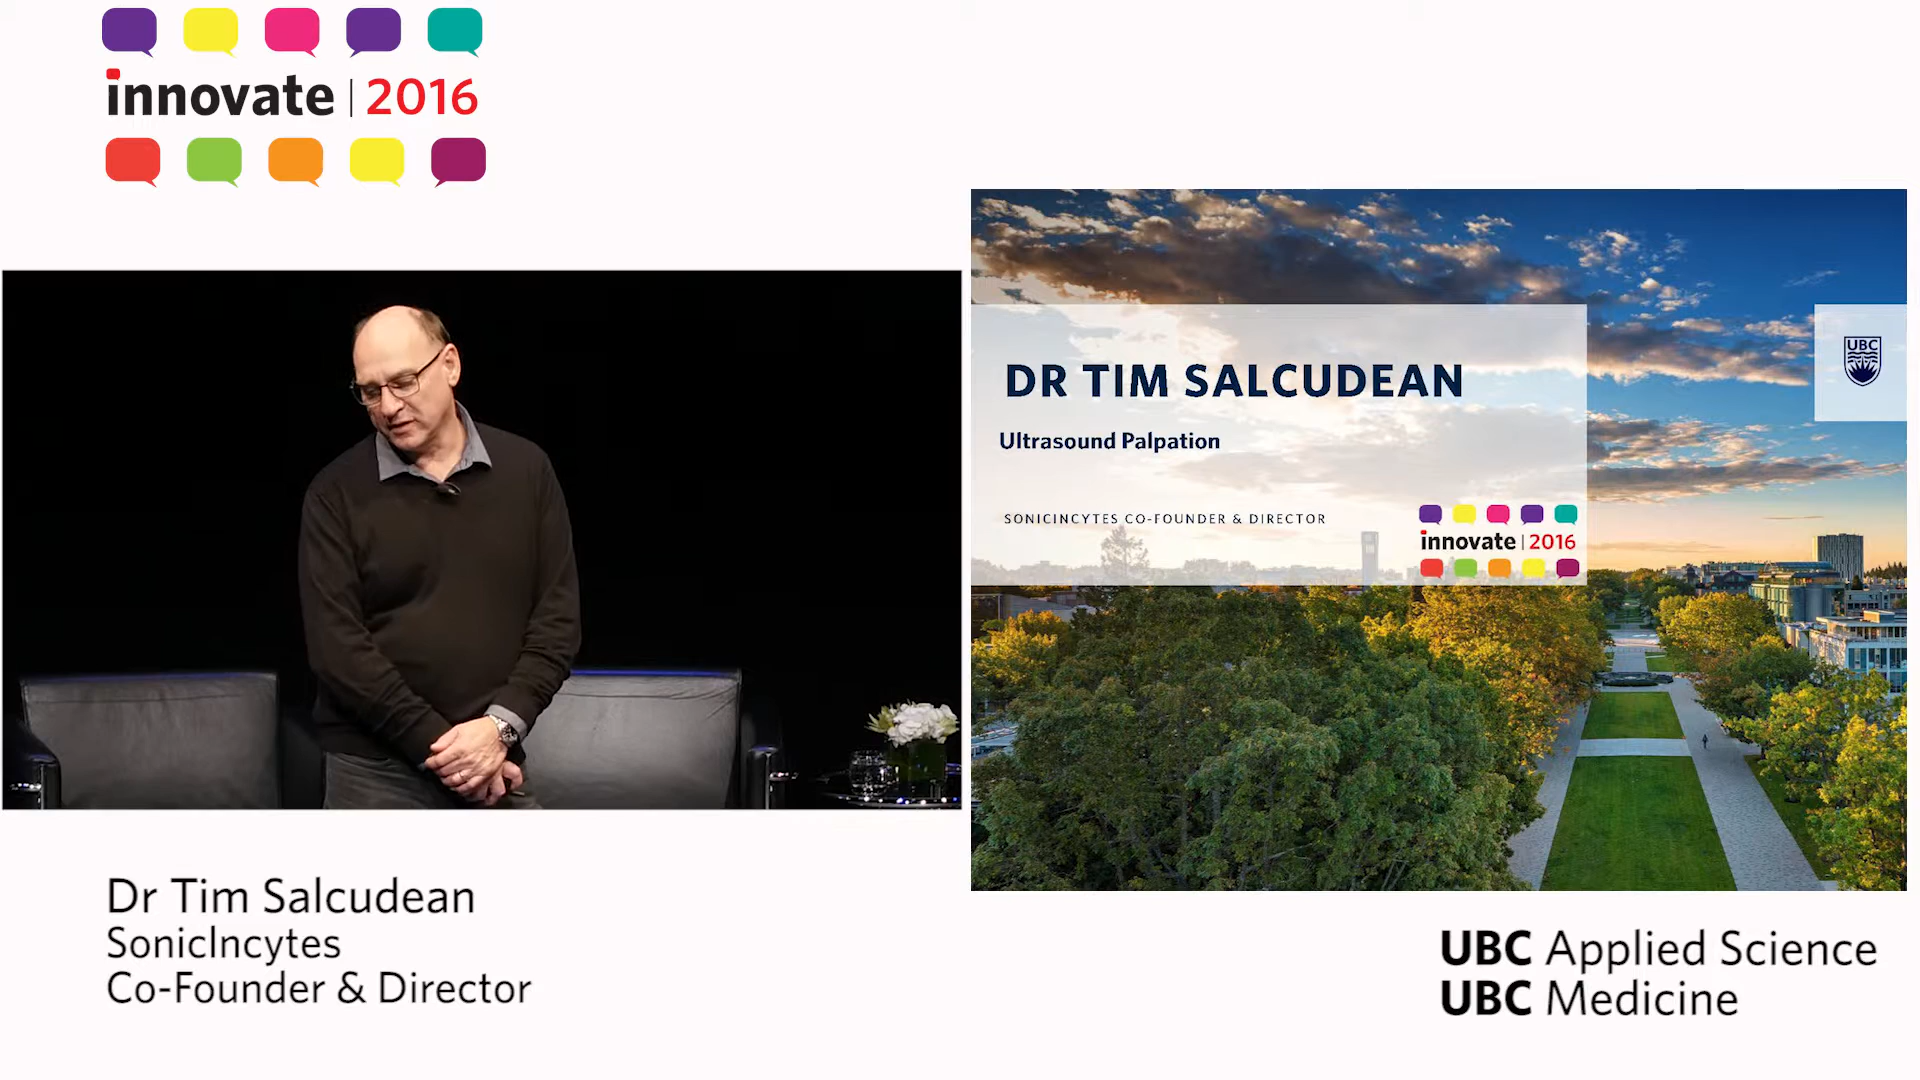 innovate | 2016
DR TIM SALCUDEAN
Ultrasound Palpation
SONICINCYTES CO-FOUNDER & DIRECTOR
innovate | 2016
UBC
Dr Tim Salcudean
SonicIncytes
Co-Founder & Director
UBC Applied Science
UBC Medicine